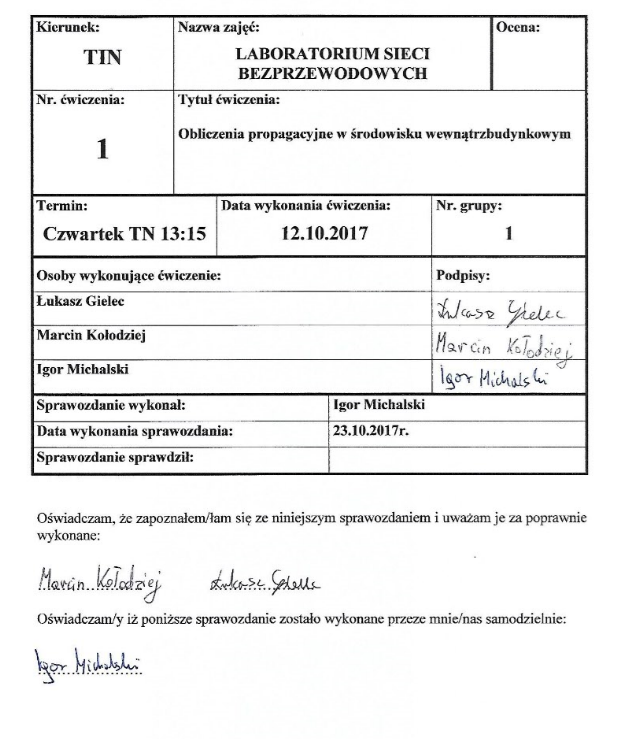 Kierunek:
TIN
Nazwa zajęć:
LABORATORIUM SIECI
BEZPRZEWODOWYCH
Ocena:
Nr. ćwiczenia:
1
Tytuł ćwiczenia:
Obliczenia propagacyjne w środowisku wewnątrzbudynkowym
Termin:
Czwartek TN 13:15
Data wykonania ćwiczenia:
12.10.2017
Nr. grupy:
1
Osoby wykonujące ćwiczenie:
Podpisy:
Łukasz Gielec
Łukasz Gielec
Marcin Kołodziej
Marcin Kołodziej
Igor Michalski
Igor Michalski
Sprawozdanie wykonał:
Igor Michalski
Data wykonania sprawozdania:
23.10.2017r.
Sprawozdanie sprawdził:
Oświadczam, że zapoznałem/łam się ze niniejszym sprawozdaniem i uważam je za poprawnie
wykonane:
Marcin Kołodziej Łukasz Gielec
Oświadczam/y iż poniższe sprawozdanie zostało wykonane przeze mnie/nas samodzielnie:
Igor Michalski